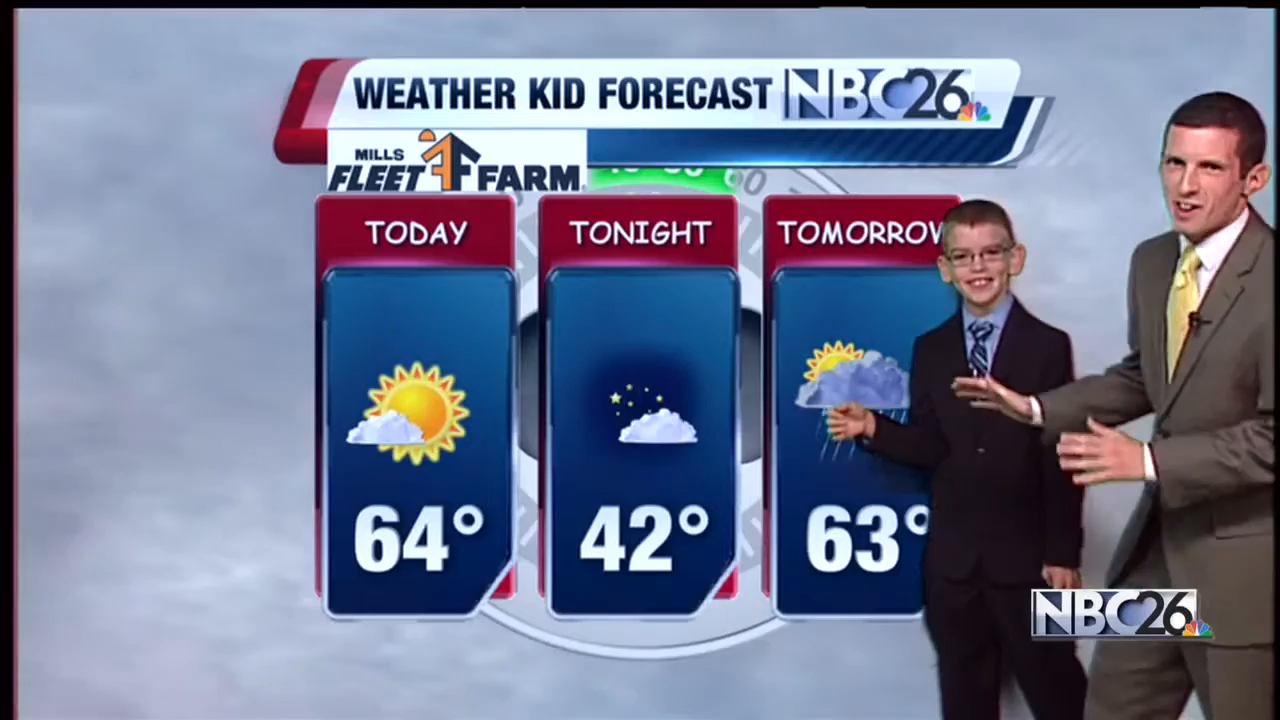 WEATHER KID FORECAST NBC26
MILLS
FLEET FARM
TODAY
TONIGHT
TOMORROW
64°
42°
63°
NBC26